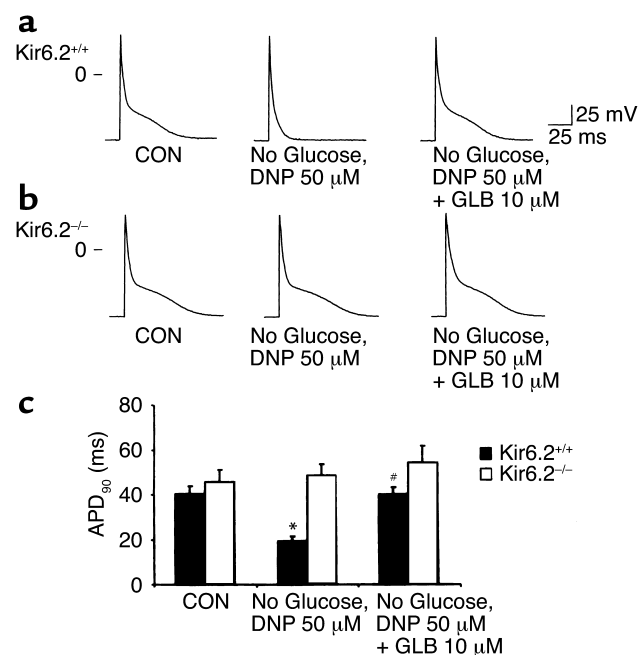 a
Kir6.2+/+
0 –
25 mV
25 ms
CON
No Glucose,
DNP 50 µM
No Glucose,
DNP 50 µM
+ GLB 10 µM
b
Kir6.2–/–
0 –
CON
No Glucose,
DNP 50 µM
No Glucose,
DNP 50 µM
+ GLB 10 µM
c
80
60
40
20
0
APD90 (ms)
*
#
Kir6.2+/+
Kir6.2–/–
CON
No Glucose,
DNP 50 µM
No Glucose,
DNP 50 µM
+ GLB 10 µM